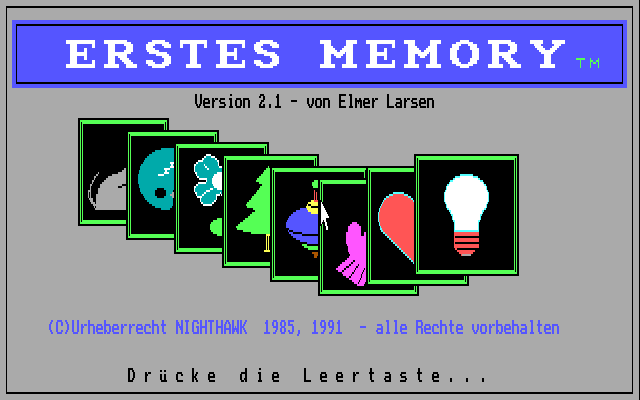 ERSTES MEMORY TM
Version 2.1 - von Elmer Larsen
(C)Urheberrecht NIGHTHAWK 1985, 1991 - alle Rechte vorbehalten
Drücke die Leertaste...